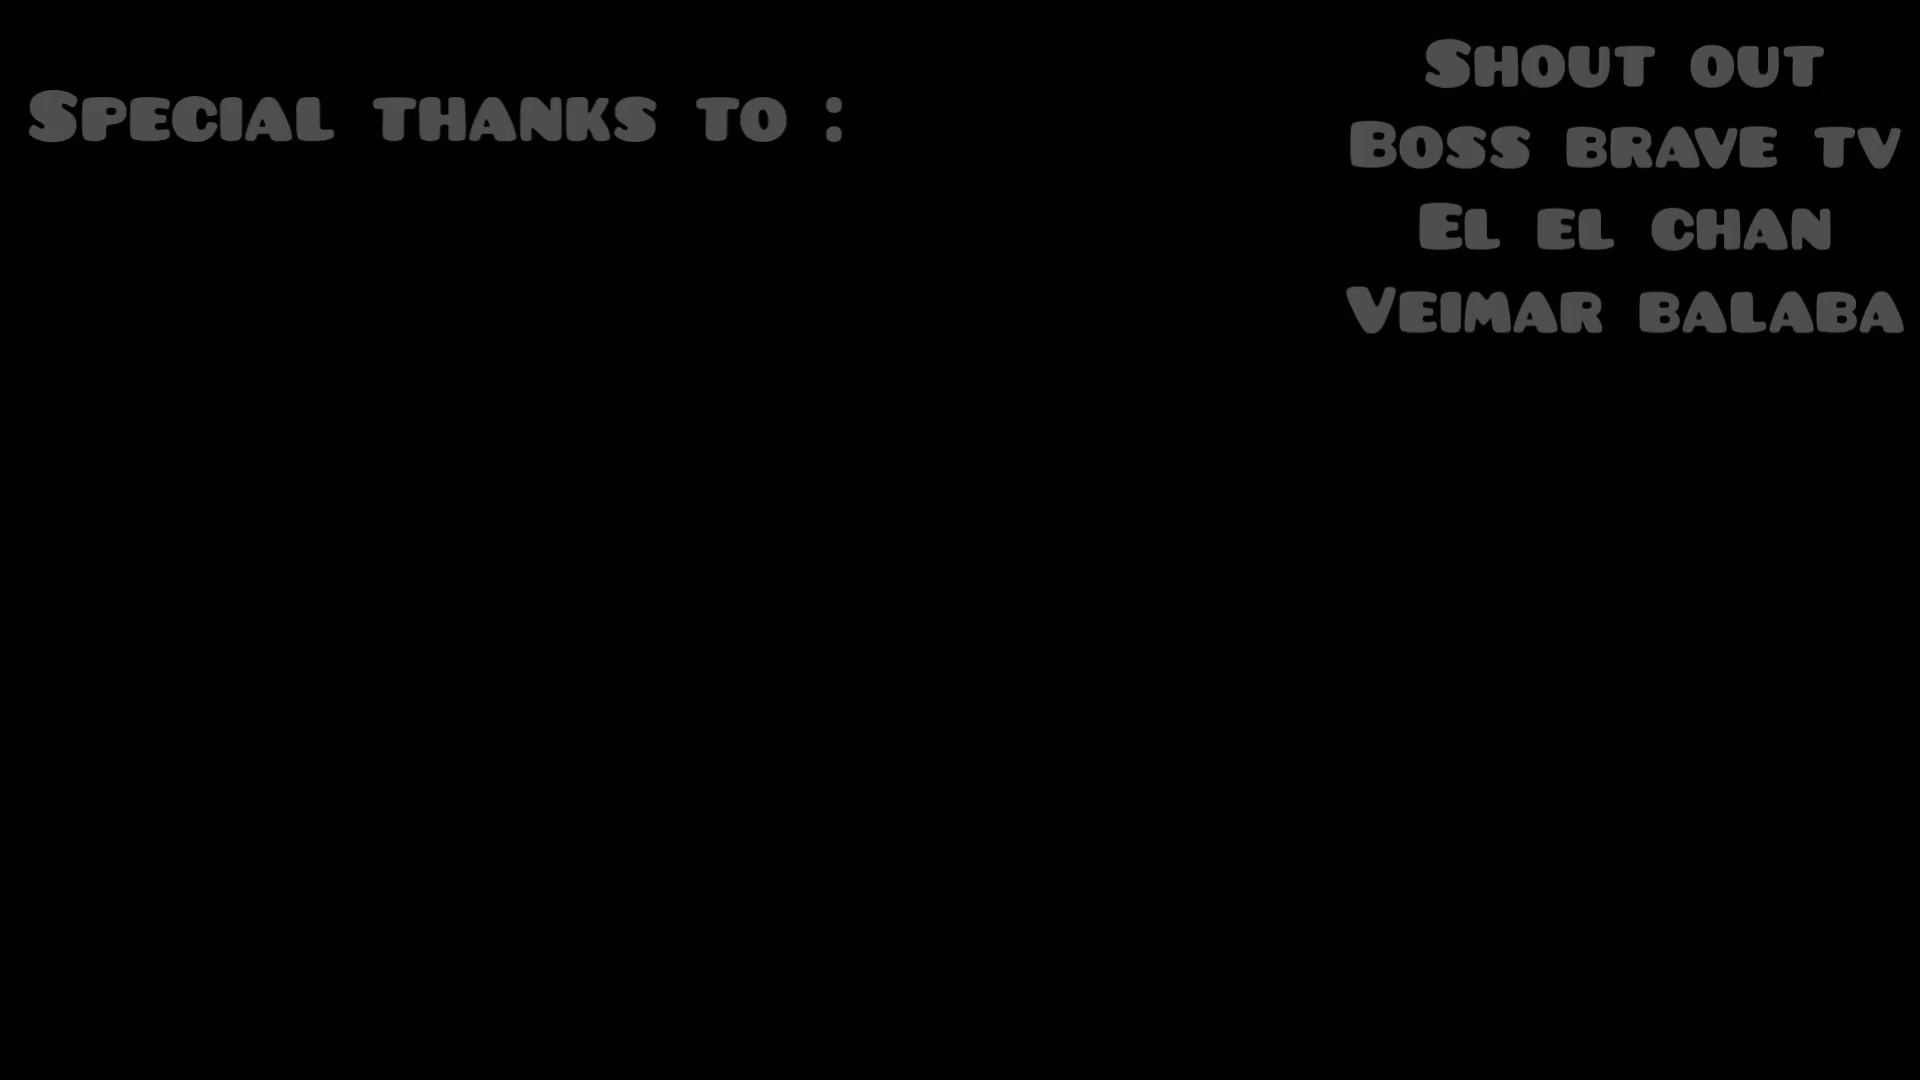 Special thanks to :
Shout out
Boss brave tv
El el chan
Veimar balaba